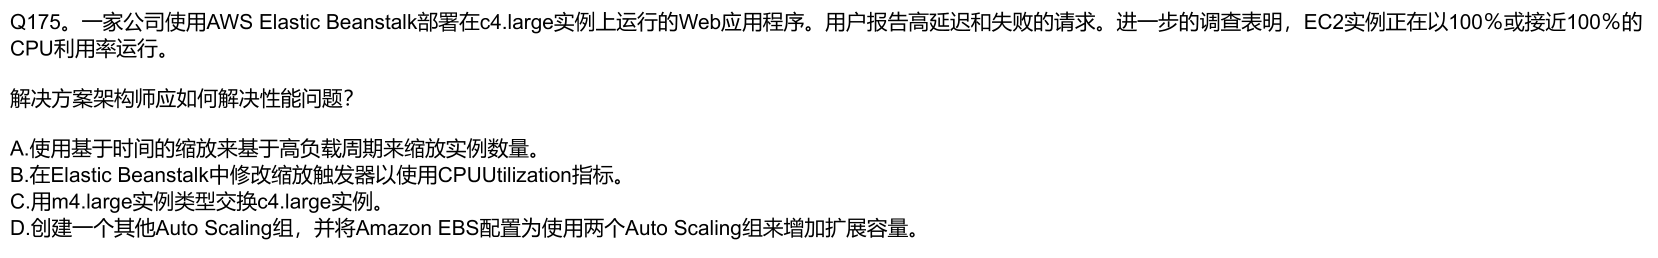 Q175。一家公司使用AWS Elastic Beanstalk部署在c4.large实例上运行的Web应用程序。用户报告高延迟和失败的请求。进一步的调查表明，EC2实例正在以100％或接近100％的
CPU利用率运行。
解决方案架构师应如何解决性能问题？
A.使用基于时间的缩放来基于高负载周期来缩放实例数量。
B.在Elastic Beanstalk中修改缩放触发器以使用CPUUtilization指标。
C.用m4.large实例类型交换c4.large实例。
D.创建一个其他Auto Scaling组，并将Amazon EBS配置为使用两个Auto Scaling组来增加扩展容量。